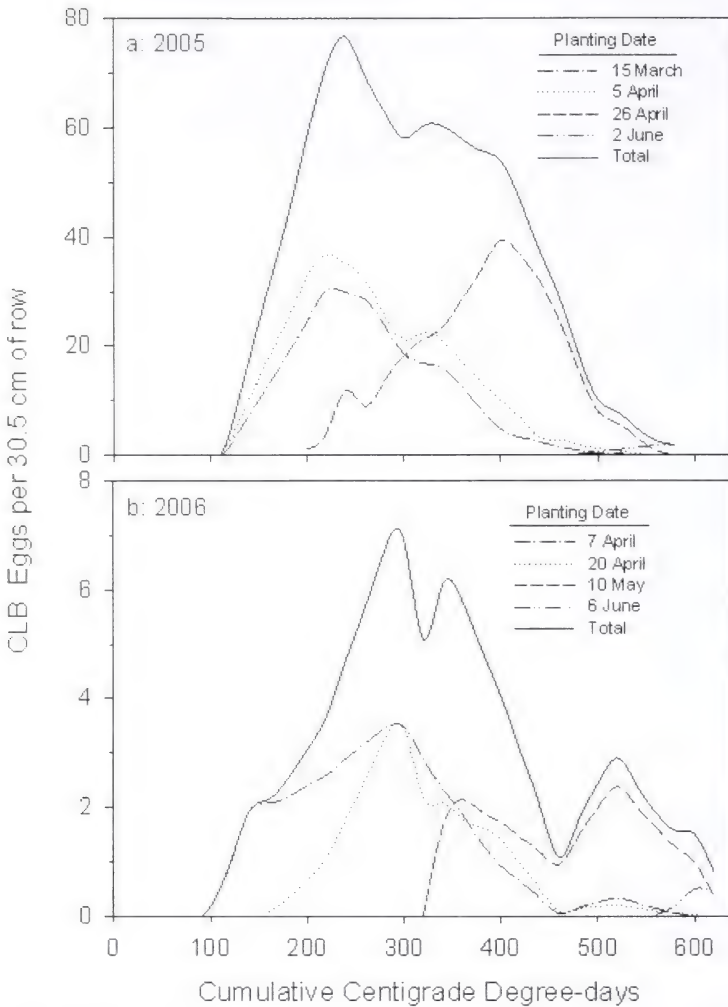 CLB Eggs per 30.5 cm of row
80
60
40
20
0
a: 2005
Planting Date
15 March
5 April
26 April
2 June
Total
8
6
4
2
0
b: 2006
Planting Date
7 April
20 April
10 May
6 June
Total
0 100 200 300 400 500 600
Cumulative Centigrade Degree-days